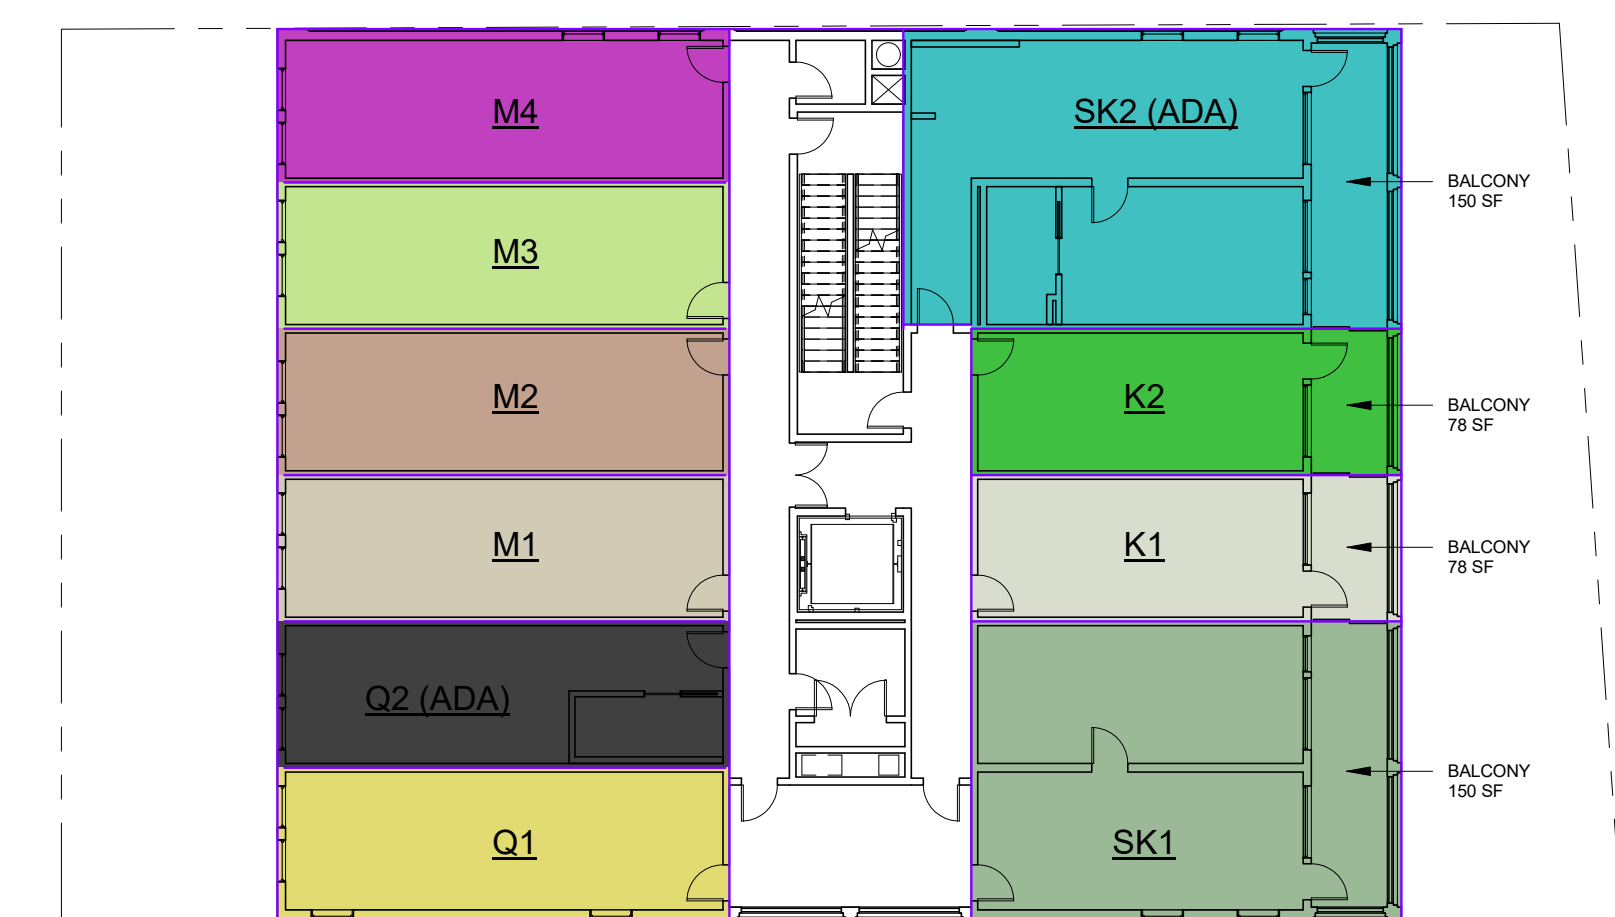 M4
SK2 (ADA)
BALCONY
150 SF
M3
M2
K2
BALCONY
78 SF
M1
K1
BALCONY
78 SF
Q2 (ADA)
BALCONY
150 SF
Q1
SK1